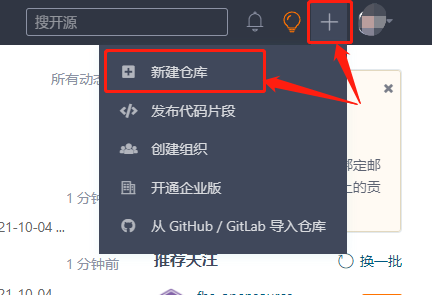 搜开源
新建仓库
所有动态
发布代码片段
创建组织
开通企业版
从 GitHub / GitLab 导入仓库
定邮
上的贡
1 分钟前
21-10-04 ...
1 分钟前
推荐关注
换一批
21-10-04